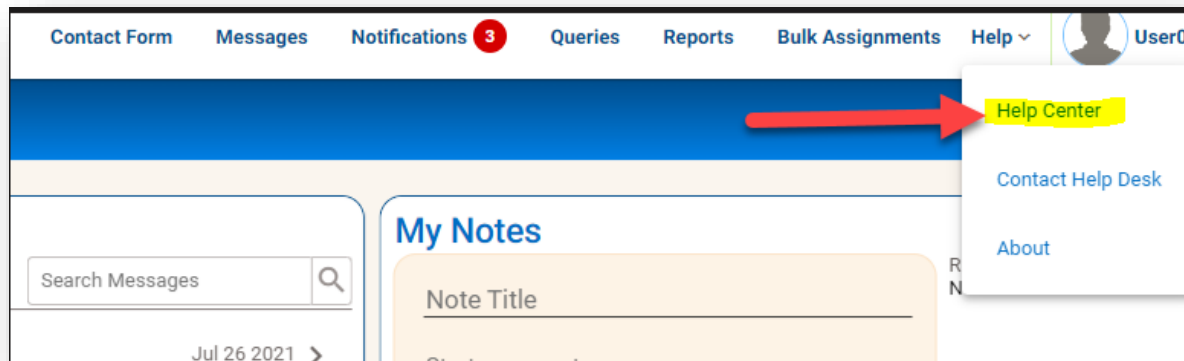 Contact Form Messages Notifications 3 Queries Reports Bulk Assignments Help User0
Help Center
Contact Help Desk
About
My Notes
Search Messages
Note Title
Jul 26 2021
R
N